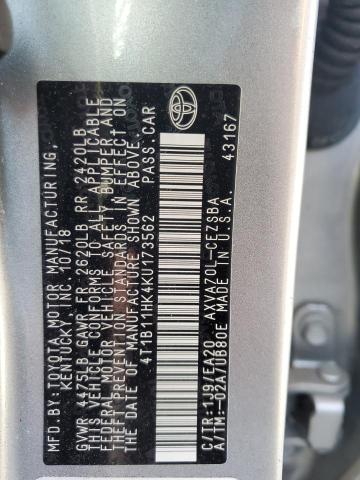 MFD. BY: TOYOTA MOTOR MANUFACTURING,
KENTUCKY, INC. 10/18
GVWR 4475LB GAWR FR 2620LB RR 2420LB
THIS VEHICLE CONFORMS TO ALL APPLICABLE
FEDERAL MOTOR VEHICLE SAFETY, BUMPER, AND
THEFT PREVENTION STANDARDS IN EFFECT ON
THE DATE OF MANUFACTURE SHOWN ABOVE.
4T1B11HK4KU173562 PASS. CAR
C/TR: 1J9/EA20 AXVA70L-CEZSBA
A/TM: -02A/UB80E MADE IN U.S.A. 43167